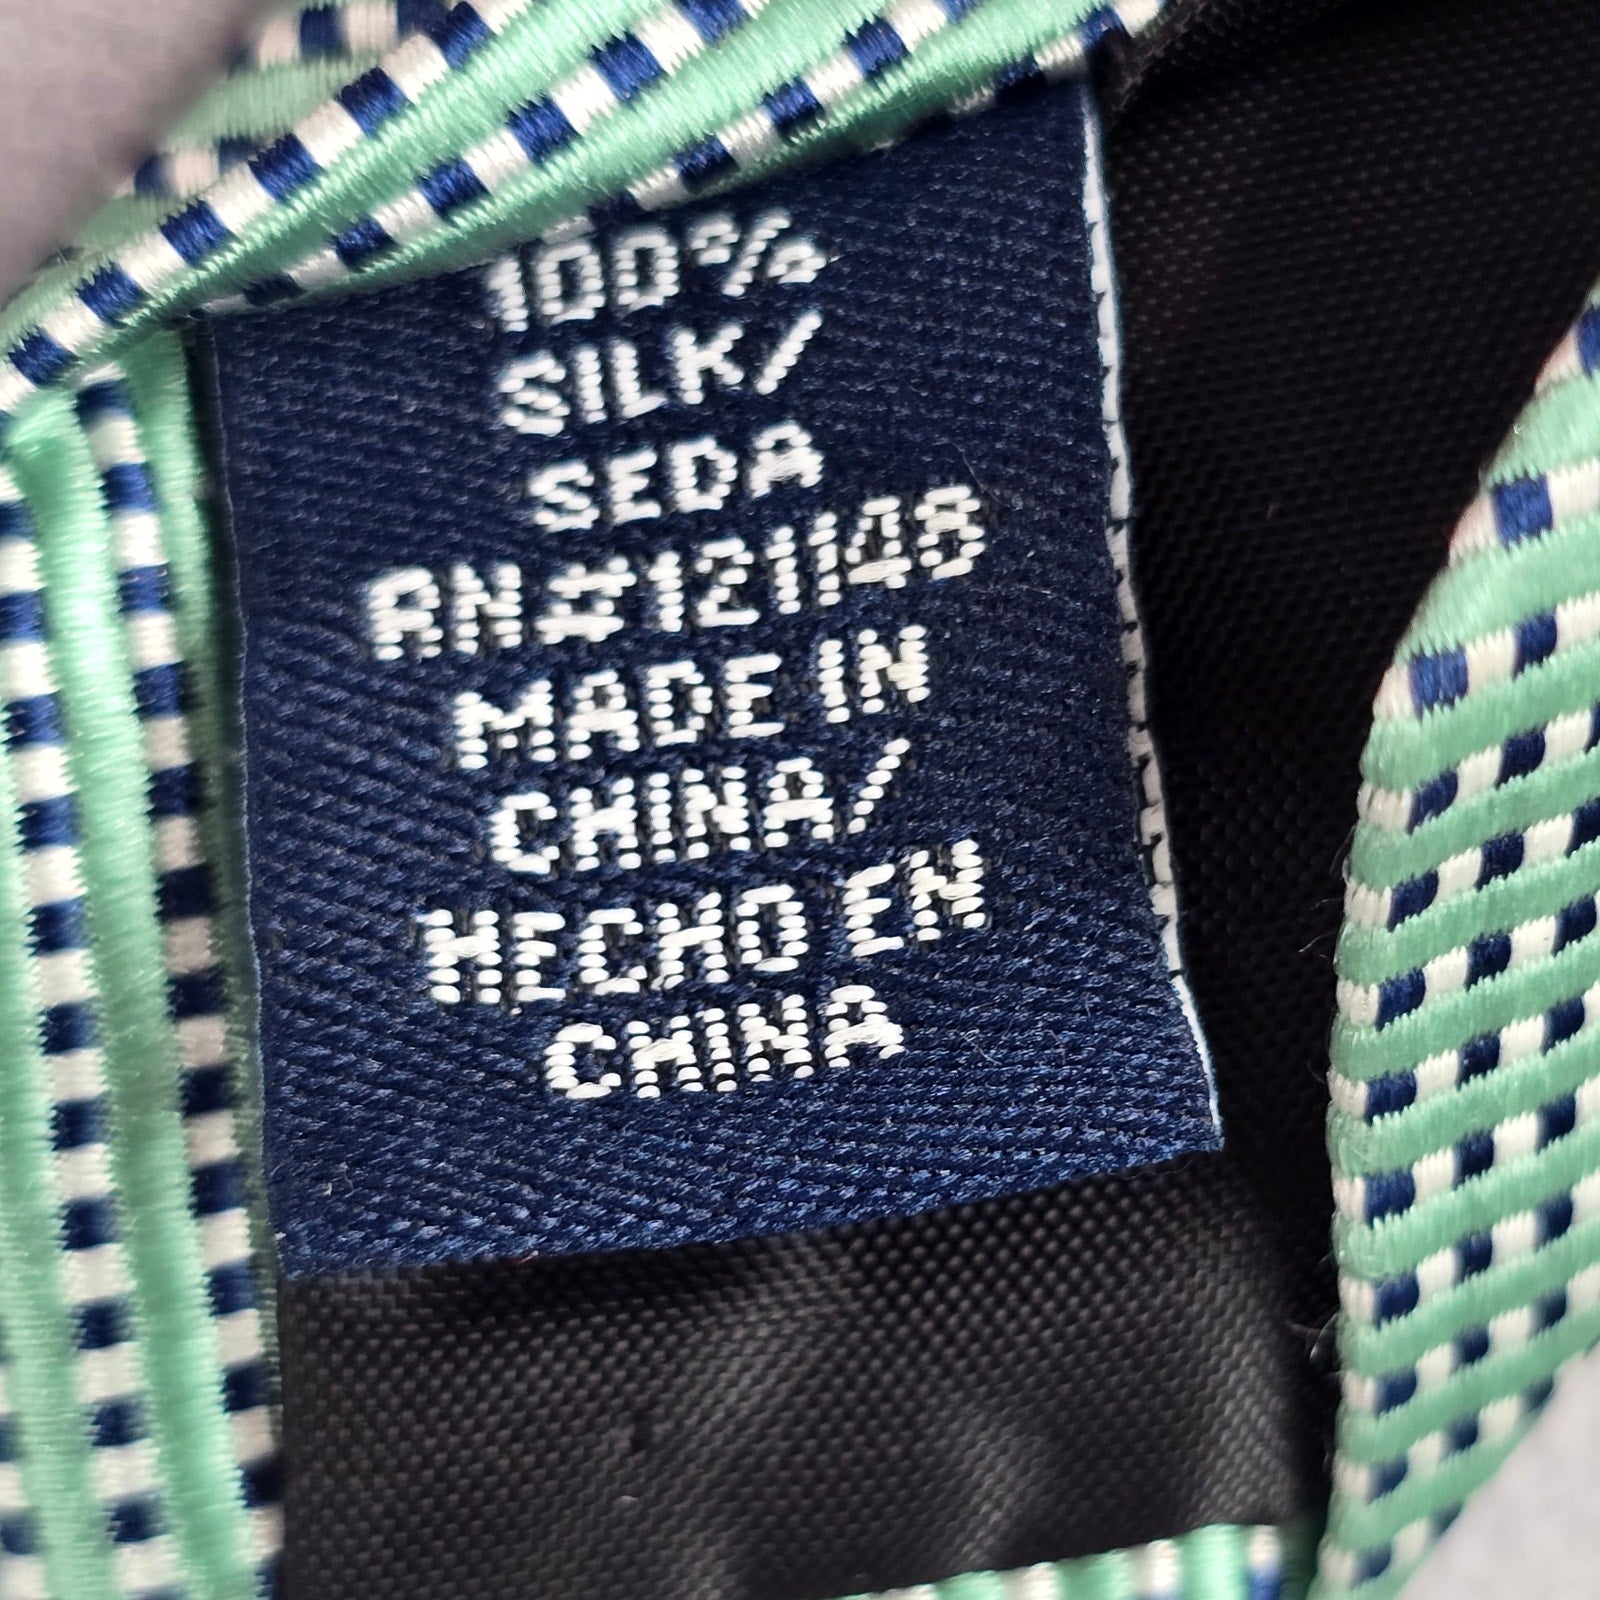 100%
SILK/
SEDA
RN#121148
MADE IN
CHINA/
HECHO EN
CHINA